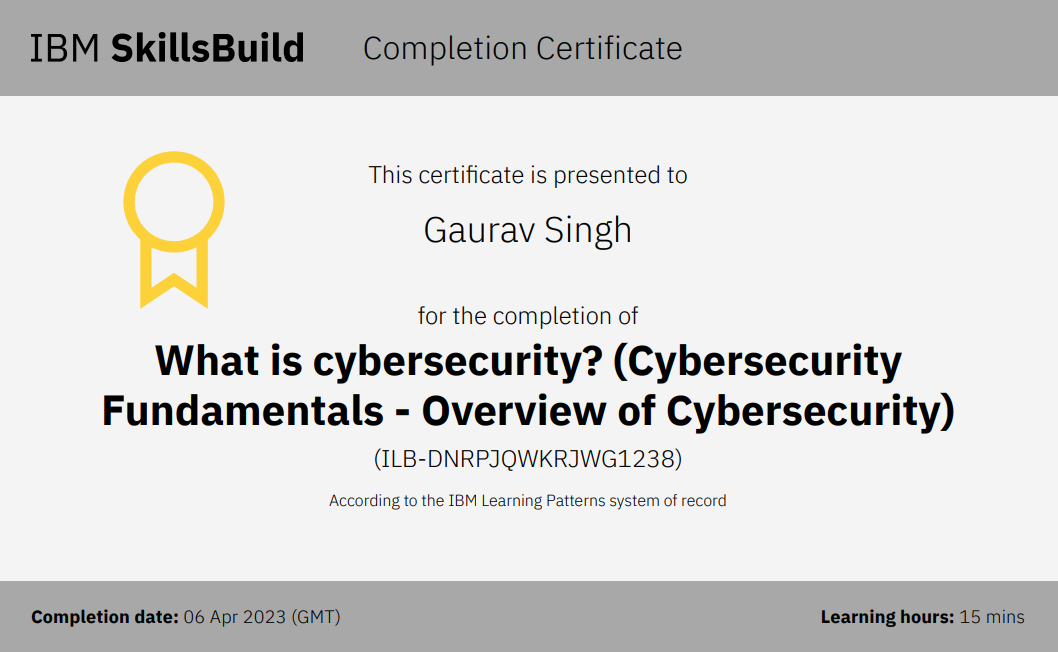 IBM SkillsBuild Completion Certificate
This certificate is presented to
Gaurav Singh
for the completion of
What is cybersecurity? (Cybersecurity
Fundamentals - Overview of Cybersecurity)
(ILB-DNRPJQWKRJWG1238)
According to the IBM Learning Patterns system of record
Completion date: 06 Apr 2023 (GMT) Learning hours: 15 mins